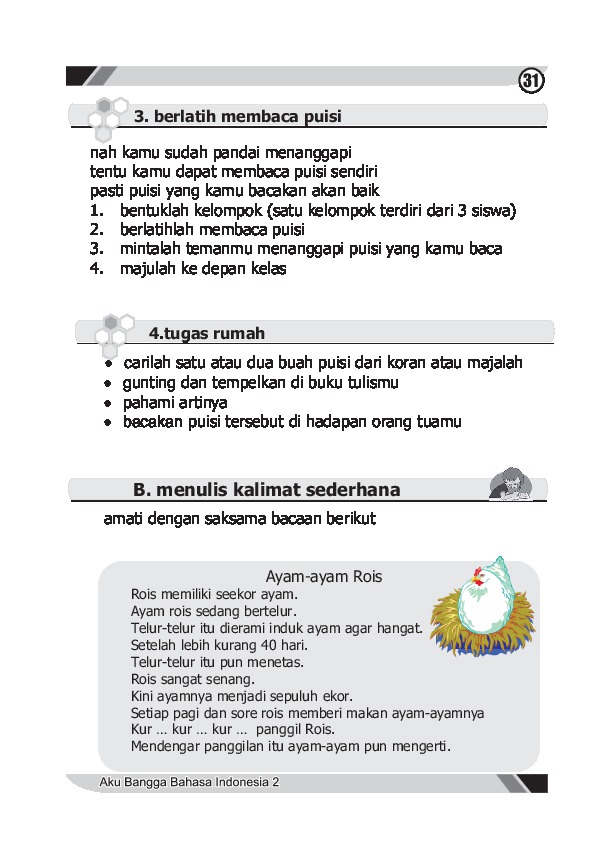 31
3. berlatih membaca puisi
nah kamu sudah pandai menanggapi
tentu kamu dapat membaca puisi sendiri
pasti puisi yang kamu bacakan akan baik
1. bentuklah kelompok (satu kelompok terdiri dari 3 siswa)
2. berlatihlah membaca puisi
3. mintalah temanmu menanggapi puisi yang kamu baca
4. majulah ke depan kelas
4.tugas rumah
• carilah satu atau dua buah puisi dari koran atau majalah
• gunting dan tempelkan di buku tulismu
• pahami artinya
• bacakan puisi tersebut di hadapan orang tuamu
B. menulis kalimat sederhana
amati dengan saksama bacaan berikut
Ayam-ayam Rois
Rois memiliki seekor ayam.
Ayam rois sedang bertelur.
Telur-telur itu dierami induk ayam agar hangat.
Setelah lebih kurang 40 hari.
Telur-telur itu pun menetas.
Rois sangat senang.
Kini ayamnya menjadi sepuluh ekor.
Setiap pagi dan sore rois memberi makan ayam-ayamnya
Kur ... kur ... kur ... panggil Rois.
Mendengar panggilan itu ayam-ayam pun mengerti.
Aku Bangga Bahasa Indonesia 2